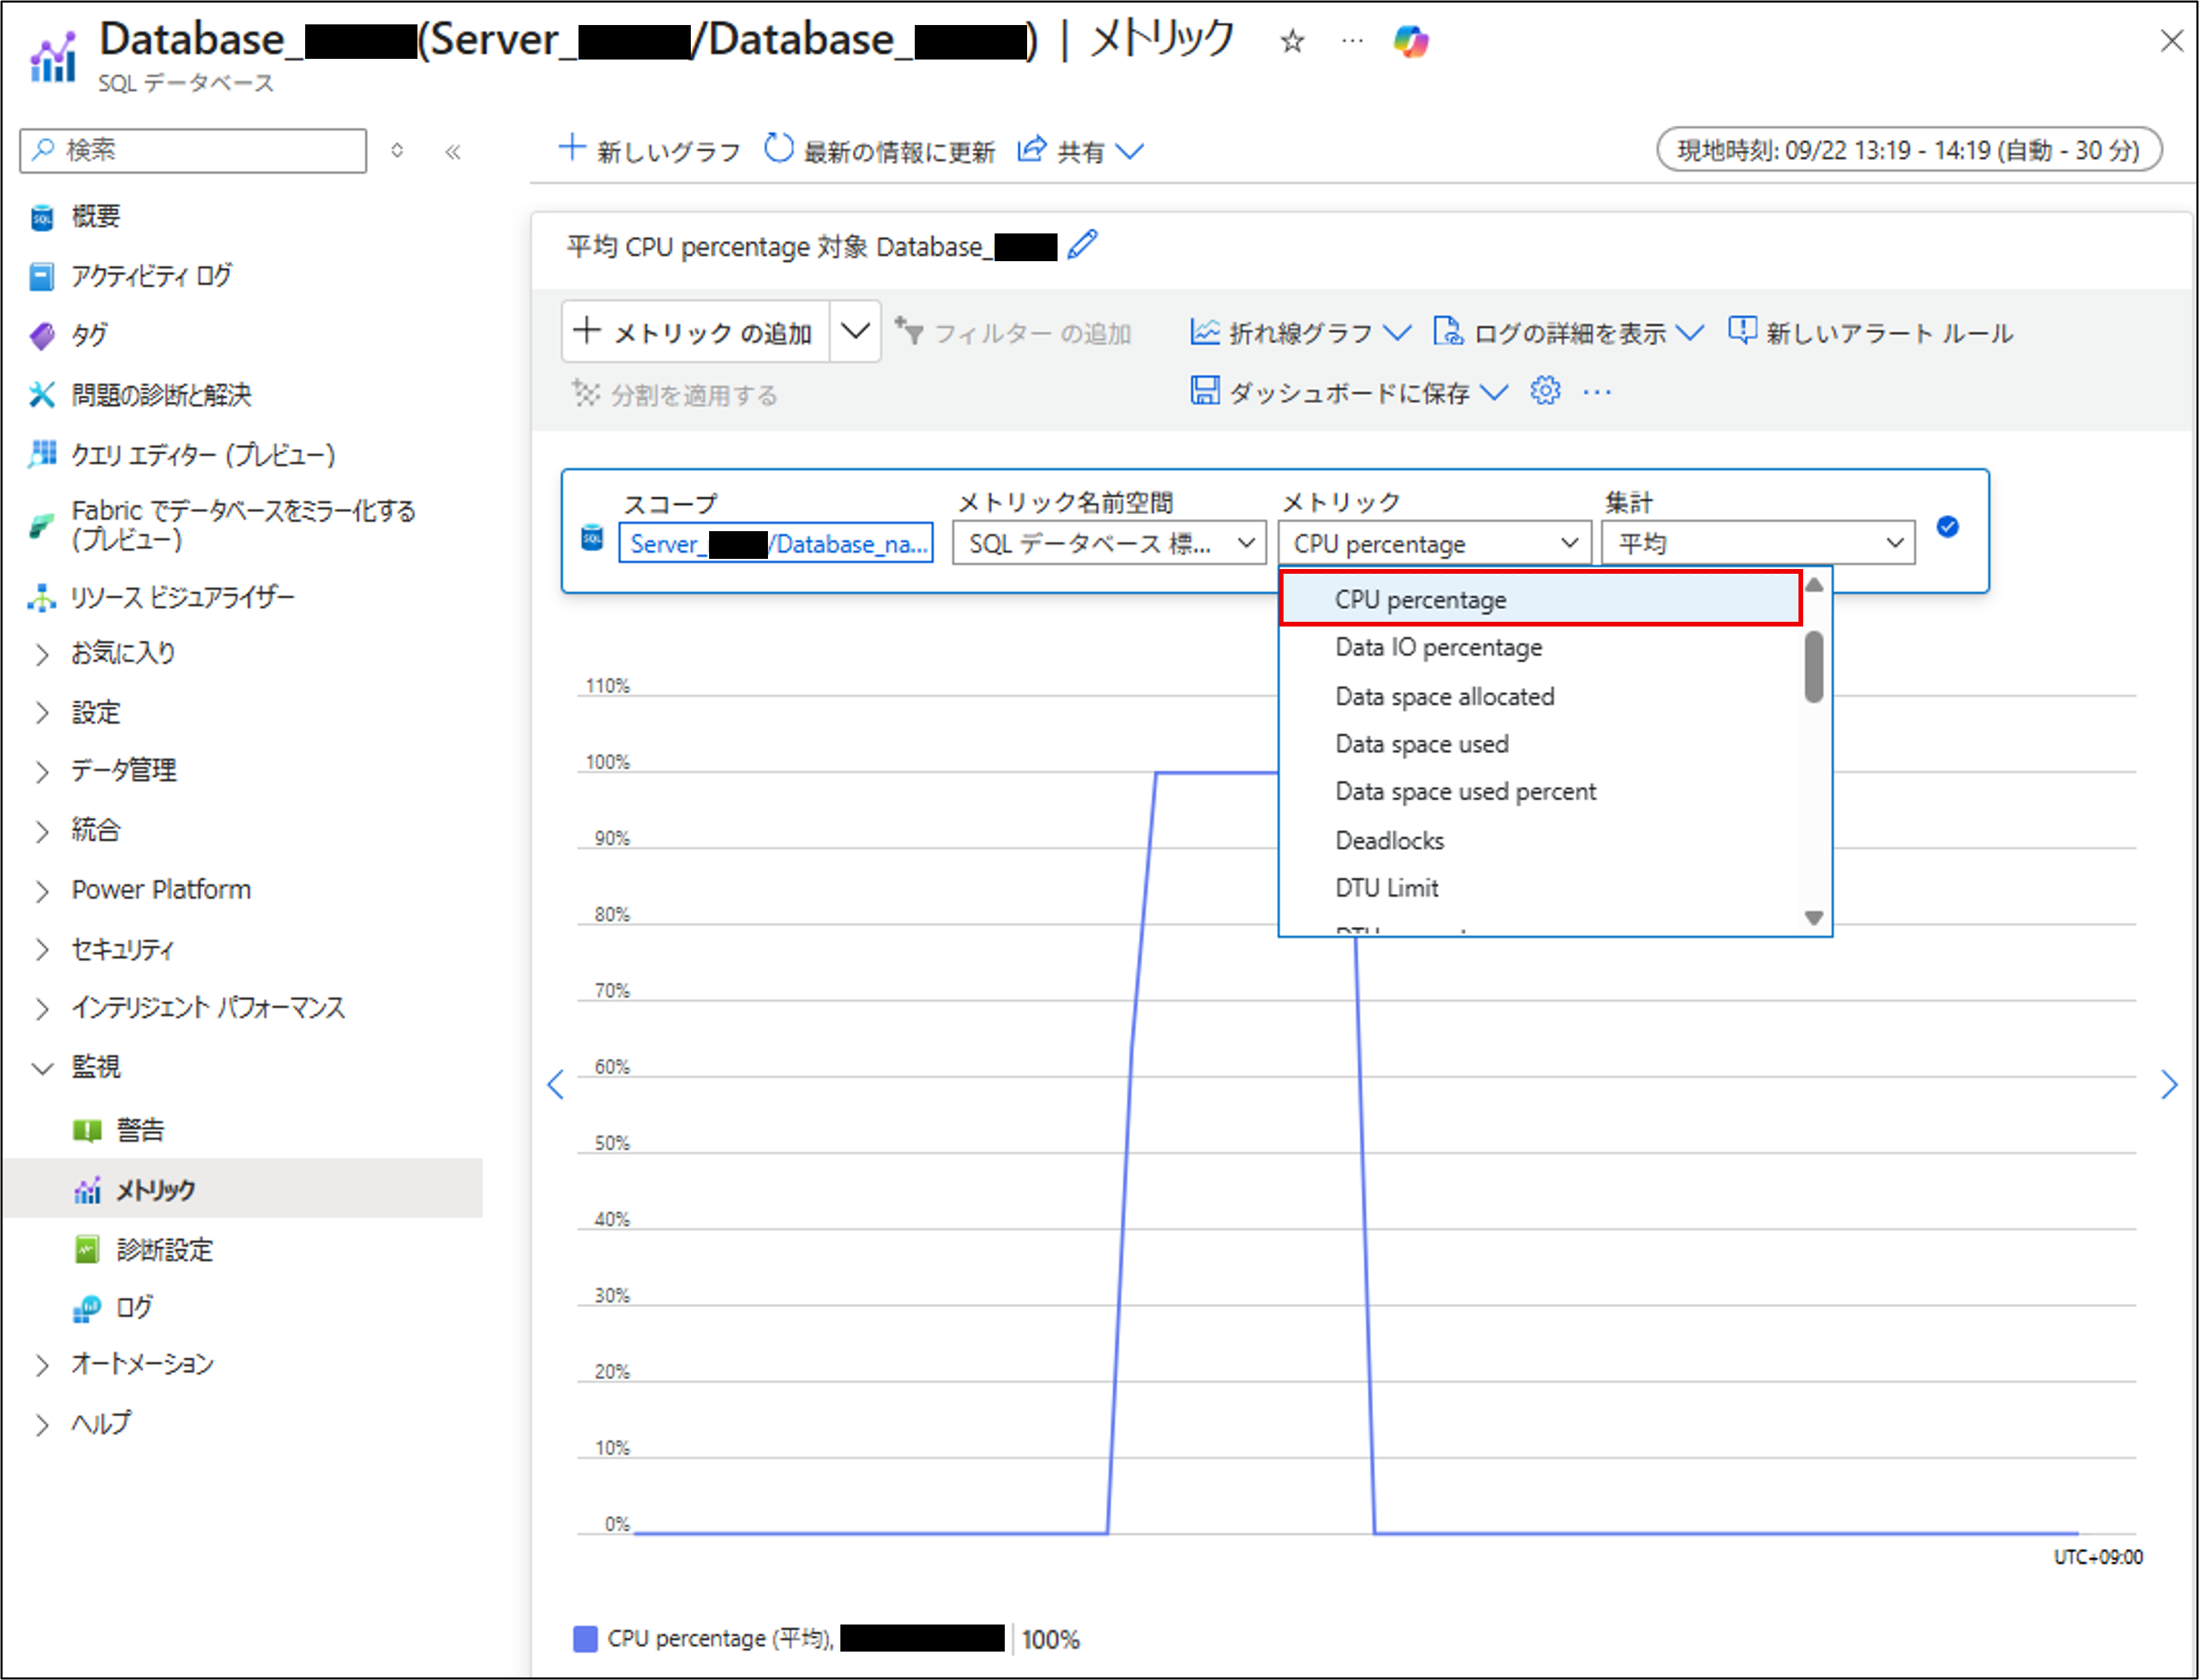 Database_ (Server_ /Database_ ) | メトリック
SQL データベース
検索
概要
アクティビティ ログ
タグ
問題の診断と解決
クエリ エディター (プレビュー)
Fabric でデータベースをミラー化する
(プレビュー)
リソース ビジュアライザー
お気に入り
設定
データ管理
統合
Power Platform
セキュリティ
インテリジェント パフォーマンス
監視
警告
メトリック
診断設定
ログ
オートメーション
ヘルプ
新しいグラフ 最新の情報に更新 共有
現地時刻: 09/22 13:19 - 14:19 (自動 - 30 分)
平均 CPU percentage 対象 Database_
メトリック の追加 フィルター の追加 折れ線グラフ ログの詳細を表示 新しいアラート ルール
分割を適用する ダッシュボードに保存
スコープ メトリック名前空間 メトリック 集計
Server_ /Database_na... SQL データベース 標... CPU percentage 平均
CPU percentage
Data IO percentage
Data space allocated
Data space used
Data space used percent
Deadlocks
DTU Limit
110%
100%
90%
80%
70%
60%
50%
40%
30%
20%
10%
0%
UTC+09:00
CPU percentage (平均), 100%